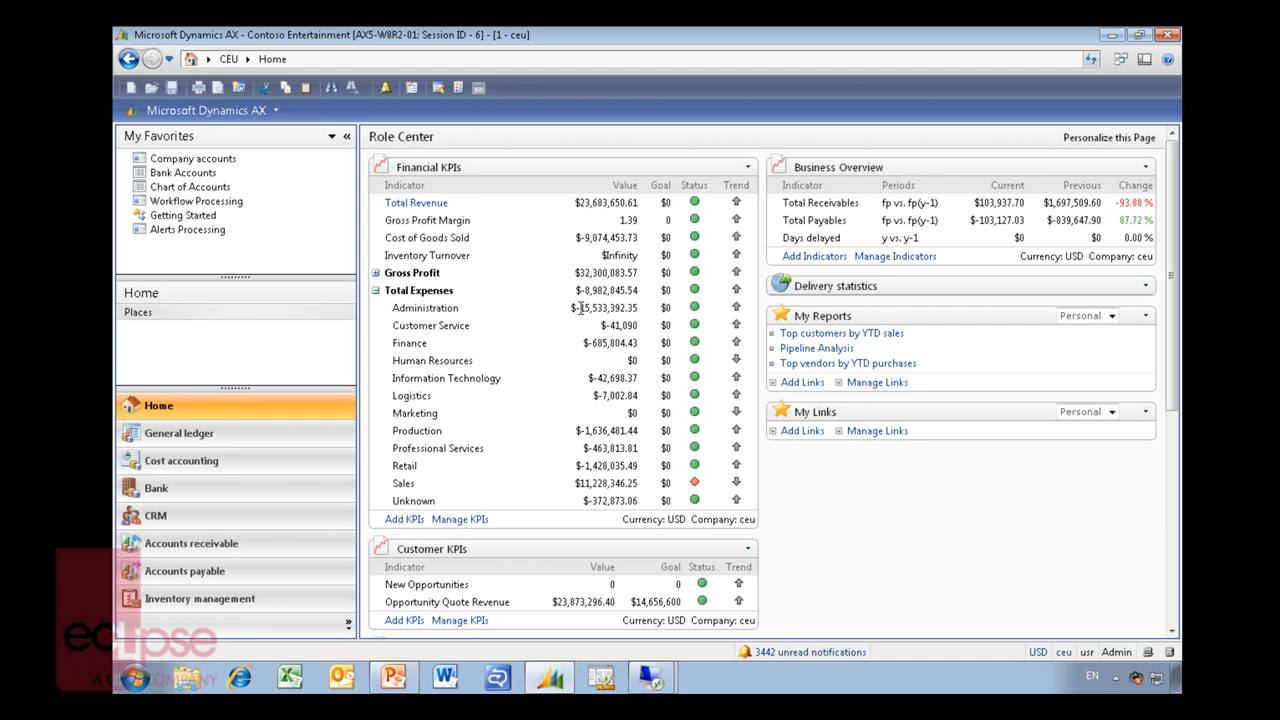 Microsoft Dynamics AX - Contoso Entertainment [AX5-W8R2-01: Session ID - 6] - [1 - ceu]
CEU Home
Microsoft Dynamics AX
My Favorites
Company accounts
Bank Accounts
Chart of Accounts
Workflow Processing
Getting Started
Alerts Processing
Home
Places
Home
General ledger
Cost accounting
Bank
CRM
Accounts receivable
Accounts payable
Inventory management
Role Center
Personalize this Page
Financial KPIs
Indicator Value Goal Status Trend
Total Revenue $23,683,650.61 $0
Gross Profit Margin 1.39 0
Cost of Goods Sold $-9,074,453.73 $0
Inventory Turnover $Infinity $0
Gross Profit $32,300,083.57 $0
Total Expenses $-8,982,845.54 $0
Administration $-15,533,392.35 $0
Customer Service $-41,090 $0
Finance $-685,804.43 $0
Human Resources $0 $0
Information Technology $-42,698.37 $0
Logistics $-7,002.84 $0
Marketing $0 $0
Production $-1,636,481.44 $0
Professional Services $-463,813.81 $0
Retail $-1,428,035.49 $0
Sales $11,228,346.25 $0
Unknown $-372,873.06 $0
Add KPIs Manage KPIs Currency: USD Company: ceu
Customer KPIs
Indicator Value Goal Status Trend
New Opportunities 0 0
Opportunity Quote Revenue $23,873,296.40 $14,656,600
Add KPIs Manage KPIs Currency: USD Company: ceu
Business Overview
Indicator Periods Current Previous Change
Total Receivables fp vs. fp(y-1) $103,937.70 $1,697,509.60 -93.88 %
Total Payables fp vs. fp(y-1) $-103,127.03 $-839,647.90 87.72 %
Days delayed y vs. y-1 $0 $0 0.00 %
Add Indicators Manage Indicators Currency: USD Company: ceu
Delivery statistics
My Reports Personal
Top customers by YTD sales
Pipeline Analysis
Top vendors by YTD purchases
Add Links Manage Links
My Links Personal
Add Links Manage Links
3442 unread notifications USD ceu usr Admin
eclipse
COMPANY
EN